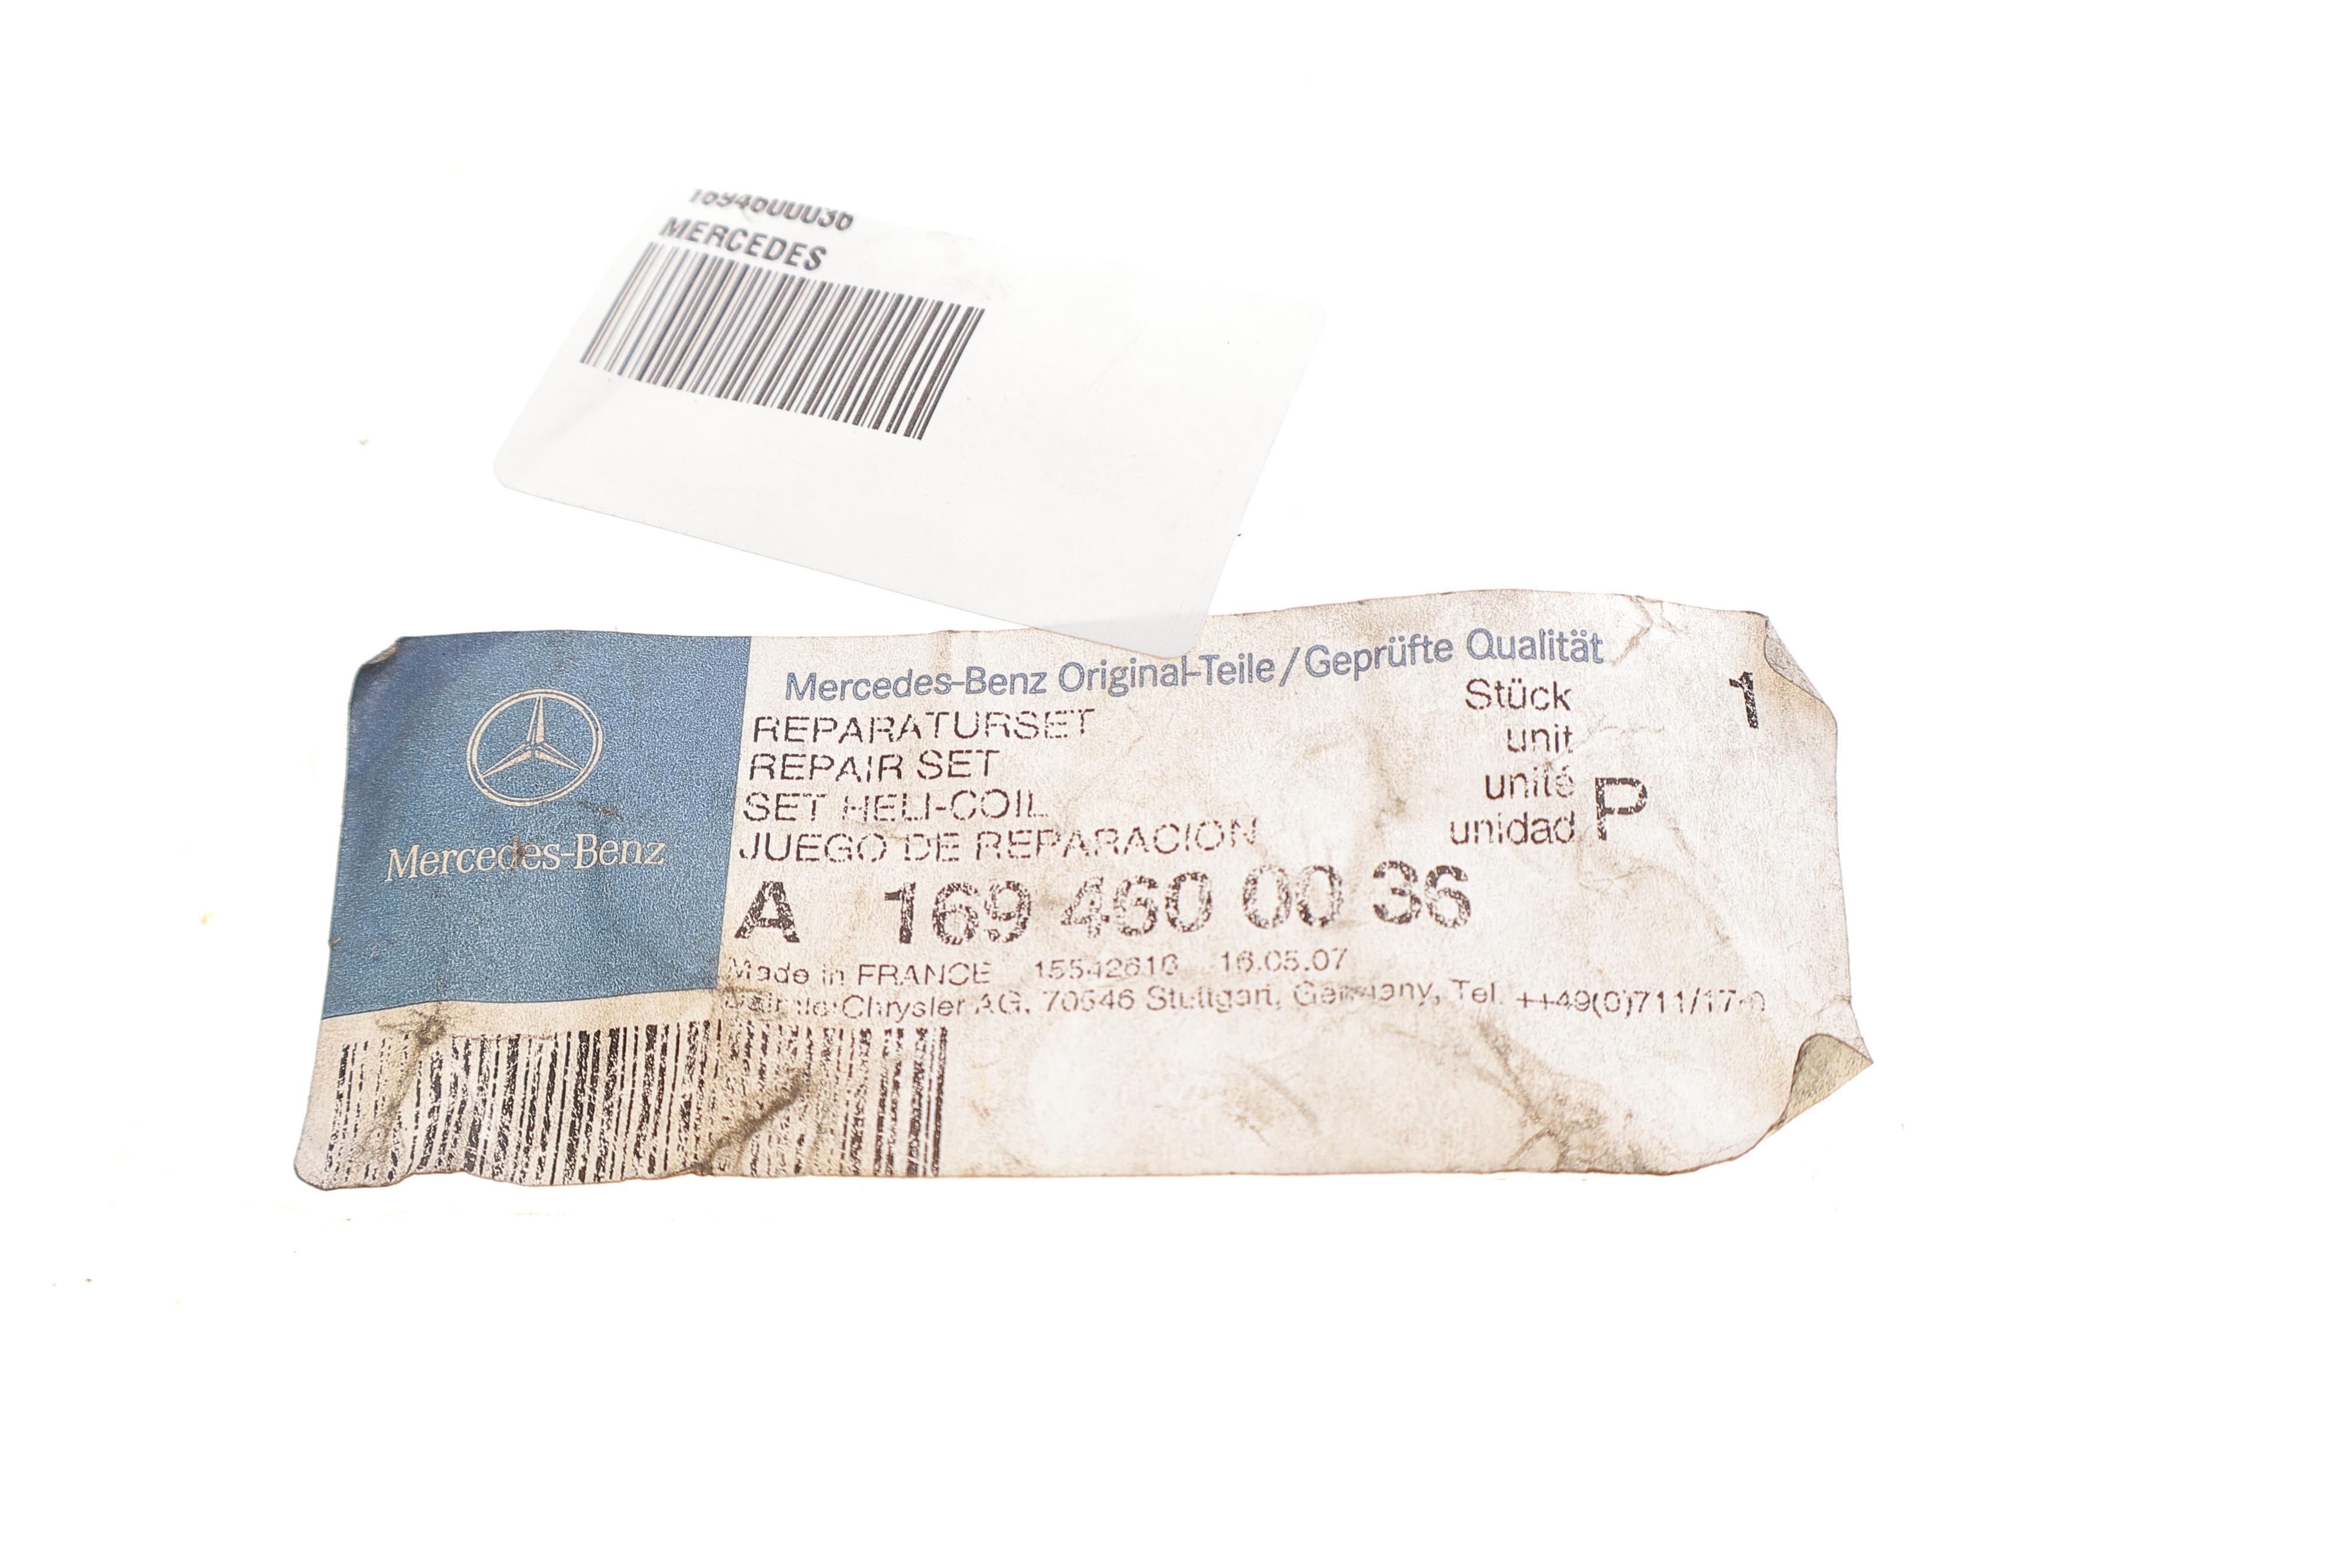 1694600036
MERCEDES
Mercedes-Benz Original-Teile/Geprüfte Qualität
REPARATURSET
REPAIR SET
SET HELI-COIL
JUEGO DE REPARACION
Stück
unit
unité
unidad
P
1
Mercedes-Benz
A 169 460 00 36
Made in FRANCE 16.05.07
DaimlerChrysler AG, 70546 Stuttgart, Germany, Tel. ++49(0)711/17-0